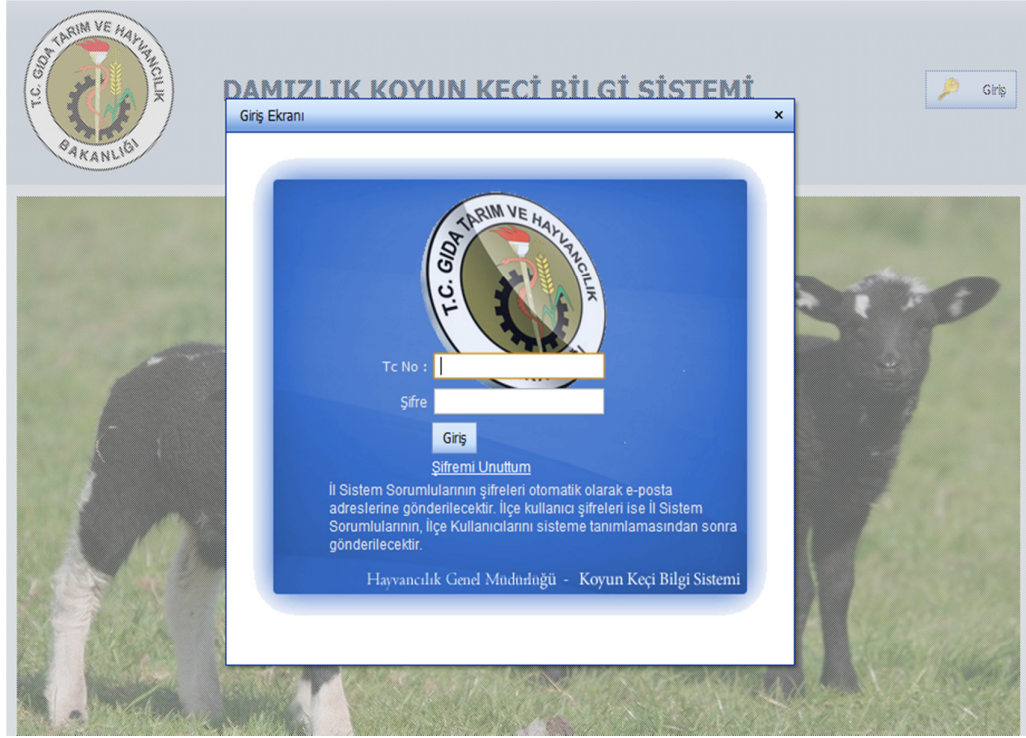 T.C. GIDA TARIM VE HAYVANCILIK
BAKANLIĞI
DAMIZLIK KOYUN KEÇİ BİLGİ SİSTEMİ
Giriş
Giriş Ekranı
×
T.C. GIDA TARIM VE HAYVANCILIK
Tc No :
Şifre
Giriş
Şifremi Unuttum
İl Sistem Sorumlularının şifreleri otomatik olarak e-posta
adreslerine gönderilecektir. İlçe kullanıcı şifreleri ise İl Sistem
Sorumlularının, İlçe Kullanıcılarını sisteme tanımlamasından sonra
gönderilecektir.
Hayvancılık Genel Müdürlüğü - Koyun Keçi Bilgi Sistemi